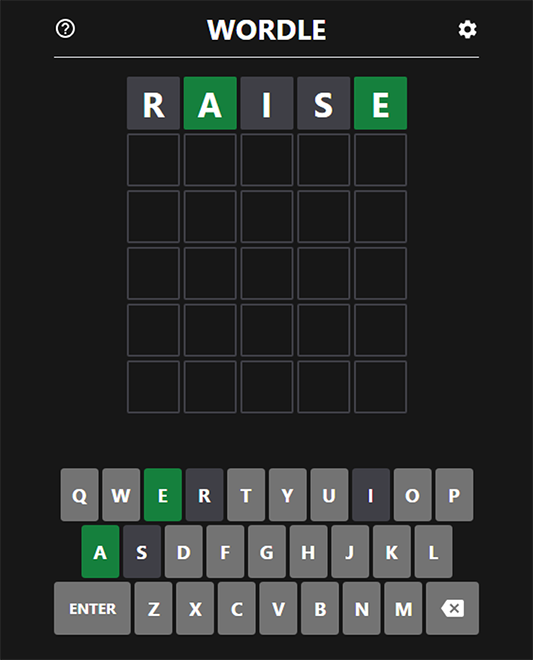 ?
WORDLE
R A I S E
Q W E R T Y U I O P
A S D F G H J K L
ENTER Z X C V B N M